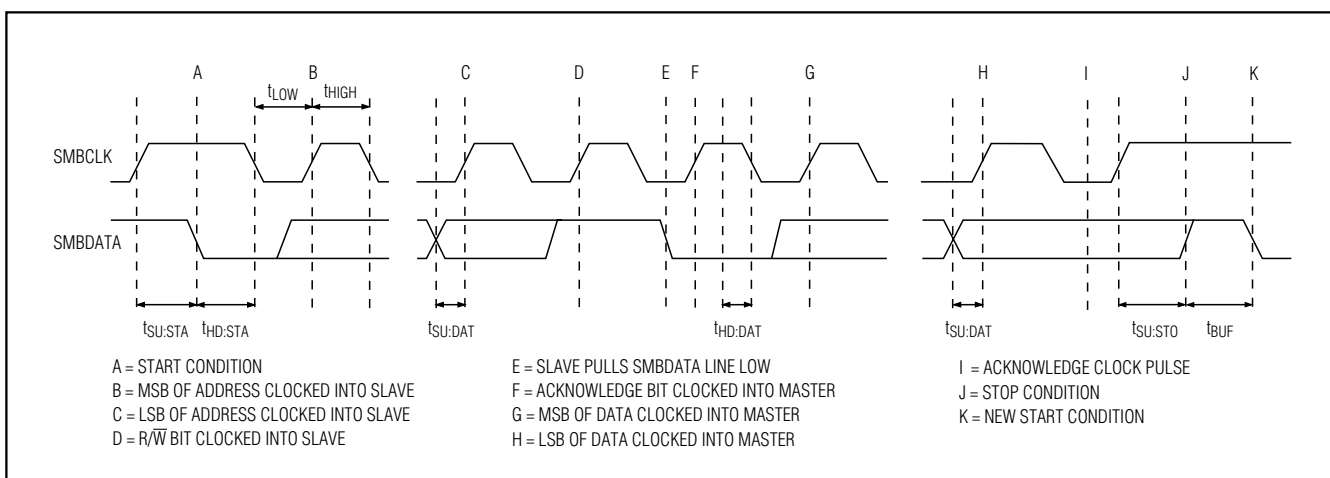 A B C D E F G H I J K
tLOW tHIGH
SMBCLK
SMBDATA
tSU:STA tHD:STA tSU:DAT tHD:DAT tSU:DAT tSU:STO tBUF
A = START CONDITION
B = MSB OF ADDRESS CLOCKED INTO SLAVE
C = LSB OF ADDRESS CLOCKED INTO SLAVE
D = R/W̅ BIT CLOCKED INTO SLAVE
E = SLAVE PULLS SMBDATA LINE LOW
F = ACKNOWLEDGE BIT CLOCKED INTO MASTER
G = MSB OF DATA CLOCKED INTO MASTER
H = LSB OF DATA CLOCKED INTO MASTER
I = ACKNOWLEDGE CLOCK PULSE
J = STOP CONDITION
K = NEW START CONDITION